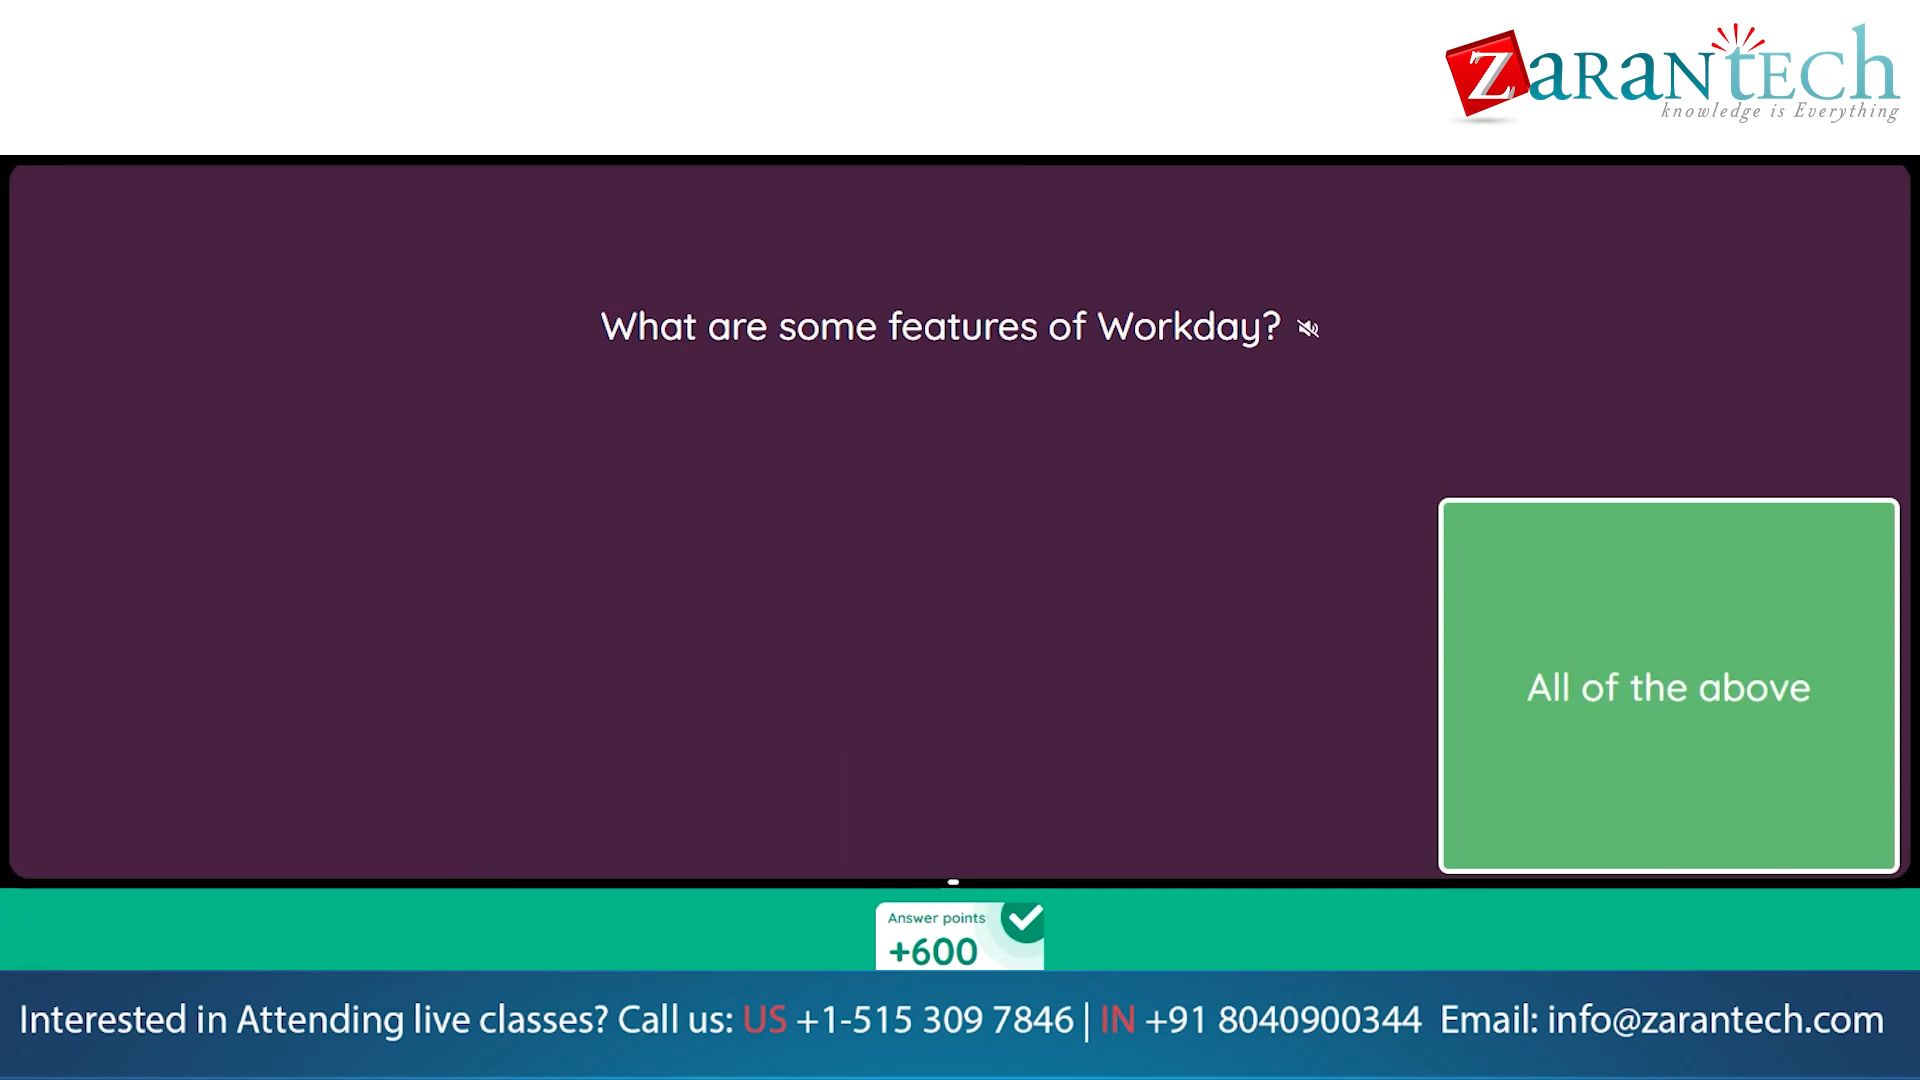 ZaranTech
knowledge is Everything
What are some features of Workday?
All of the above
Answer points
+600
Interested in Attending live classes? Call us: US +1-515 309 7846 | IN +91 8040900344 Email: info@zarantech.com